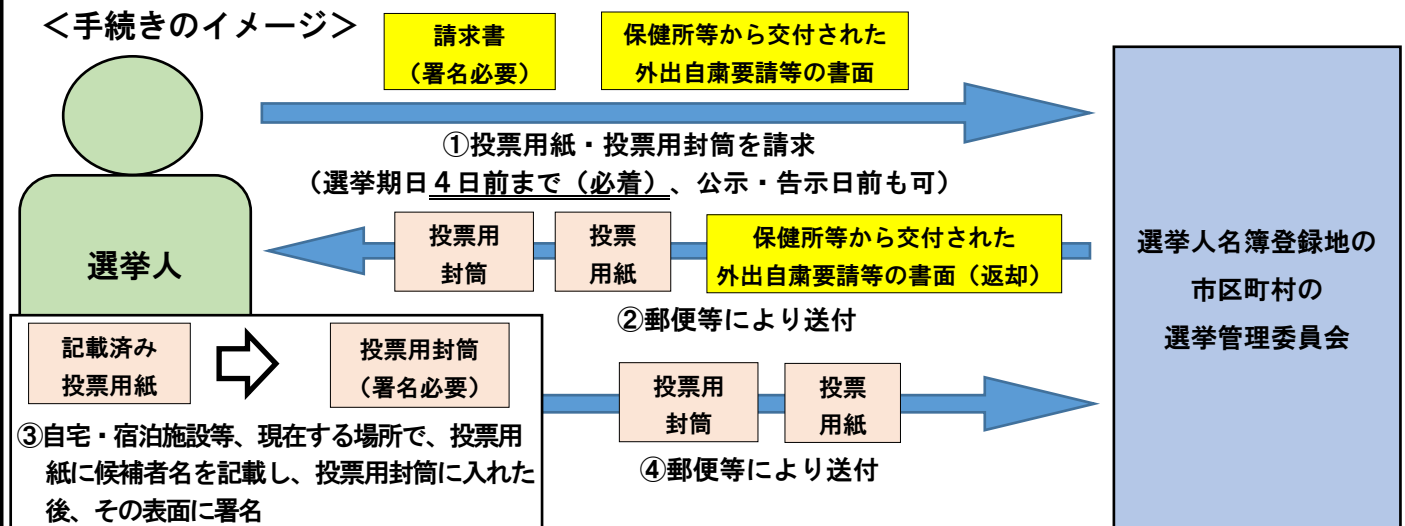 ＜手続きのイメージ＞
請求書
（署名必要）
保健所等から交付された
外出自粛要請等の書面
①投票用紙・投票用封筒を請求
（選挙期日４日前まで（必着）、公示・告示日前も可）
選挙人
投票用
封筒
投票
用紙
保健所等から交付された
外出自粛要請等の書面（返却）
②郵便等により送付
選挙人名簿登録地の
市区町村の
選挙管理委員会
記載済み
投票用紙
投票用封筒
（署名必要）
③自宅・宿泊施設等、現在する場所で、投票用
紙に候補者名を記載し、投票用封筒に入れた
後、その表面に署名
投票用
封筒
投票
用紙
④郵便等により送付